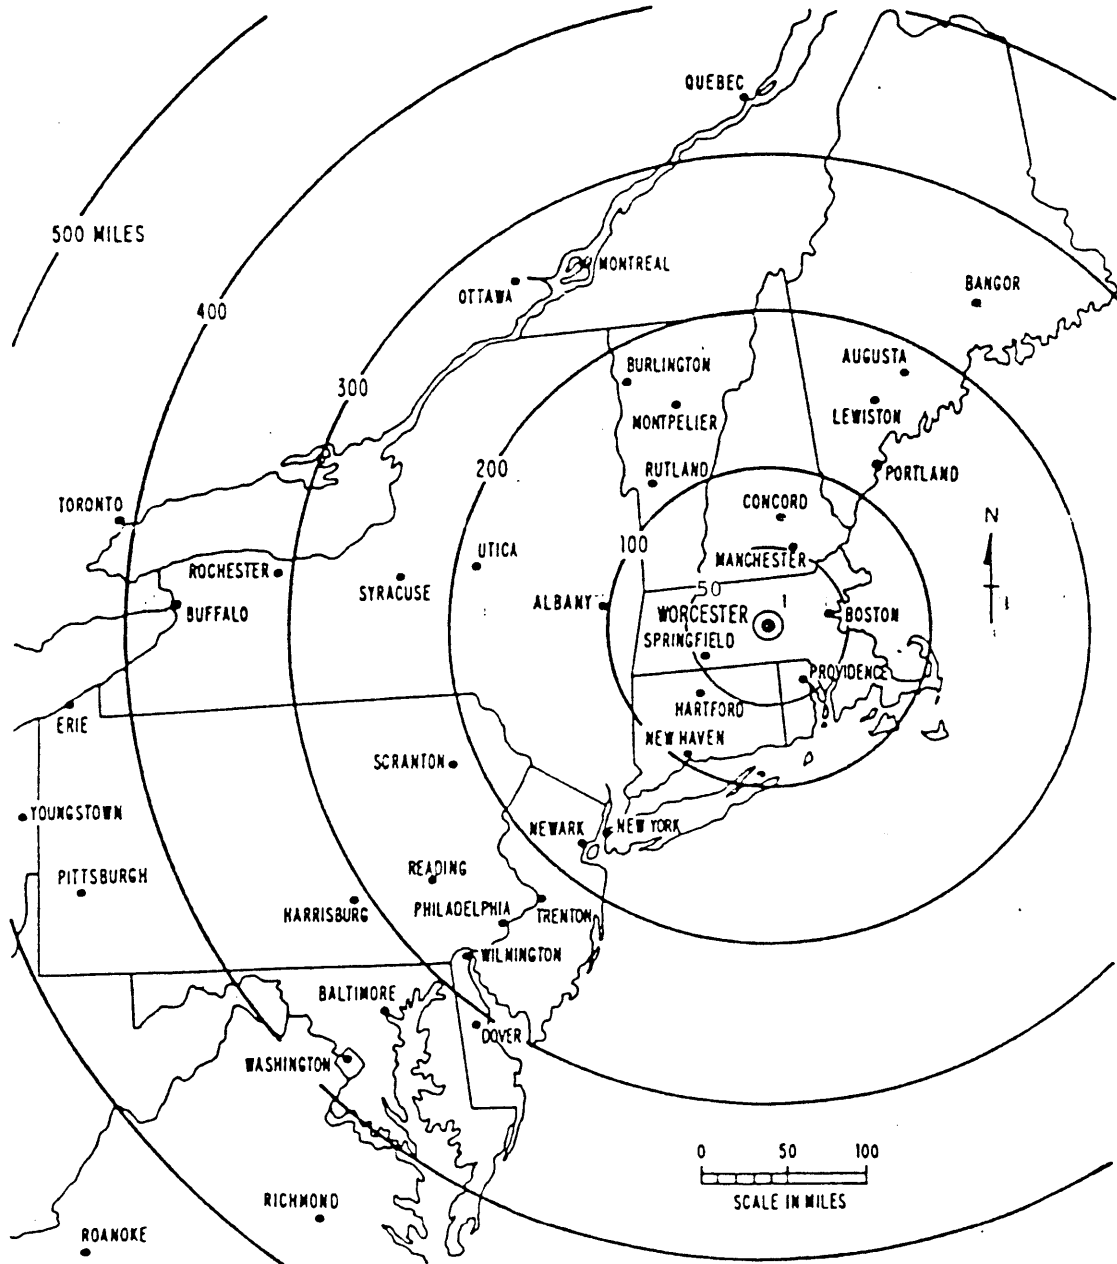 QUEBEC
500 MILES
MONTREAL
OTTAWA
BANGOR
400
BURLINGTON
AUGUSTA
300
MONTPELIER
LEWISTON
200
RUTLAND
PORTLAND
TORONTO
CONCORD
N
UTICA
100
MANCHESTER
ROCHESTER
SYRACUSE
50
ALBANY
1
1
BUFFALO
WORCESTER
BOSTON
SPRINGFIELD
PROVIDENCE
ERIE
HARTFORD
NEW HAVEN
SCRANTON
YOUNGSTOWN
NEWARK
NEW YORK
READING
PITTSBURGH
HARRISBURG
PHILADELPHIA
TRENTON
WILMINGTON
BALTIMORE
DOVER
WASHINGTON
0 50 100
SCALE IN MILES
RICHMOND
ROANOKE